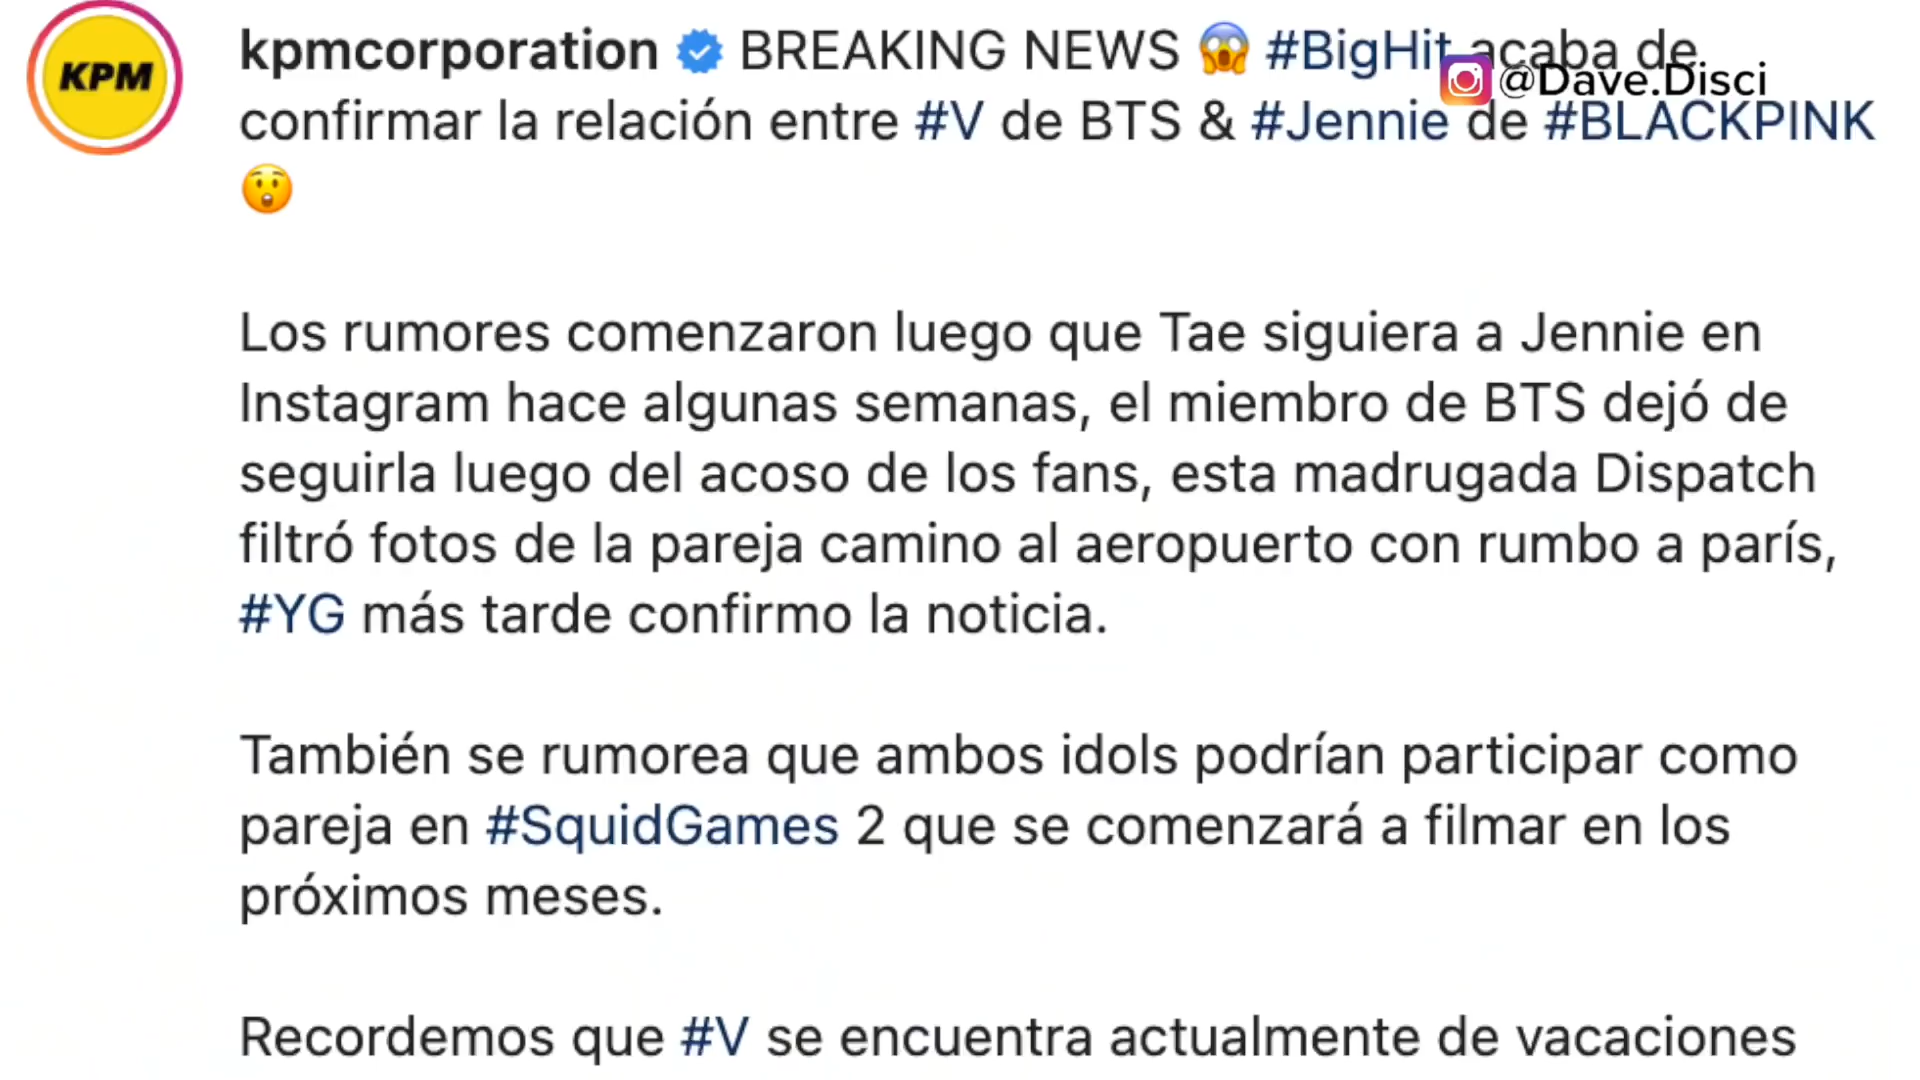 KPM
kpmcorporation BREAKING NEWS 😱 #BigHit acaba de
@Dave.Disci
confirmar la relación entre #V de BTS & #Jennie de #BLACKPINK
😲
Los rumores comenzaron luego que Tae siguiera a Jennie en
Instagram hace algunas semanas, el miembro de BTS dejó de
seguirla luego del acoso de los fans, esta madrugada Dispatch
filtró fotos de la pareja camino al aeropuerto con rumbo a parís,
#YG más tarde confirmo la noticia.
También se rumorea que ambos idols podrían participar como
pareja en #SquidGames 2 que se comenzará a filmar en los
próximos meses.
Recordemos que #V se encuentra actualmente de vacaciones